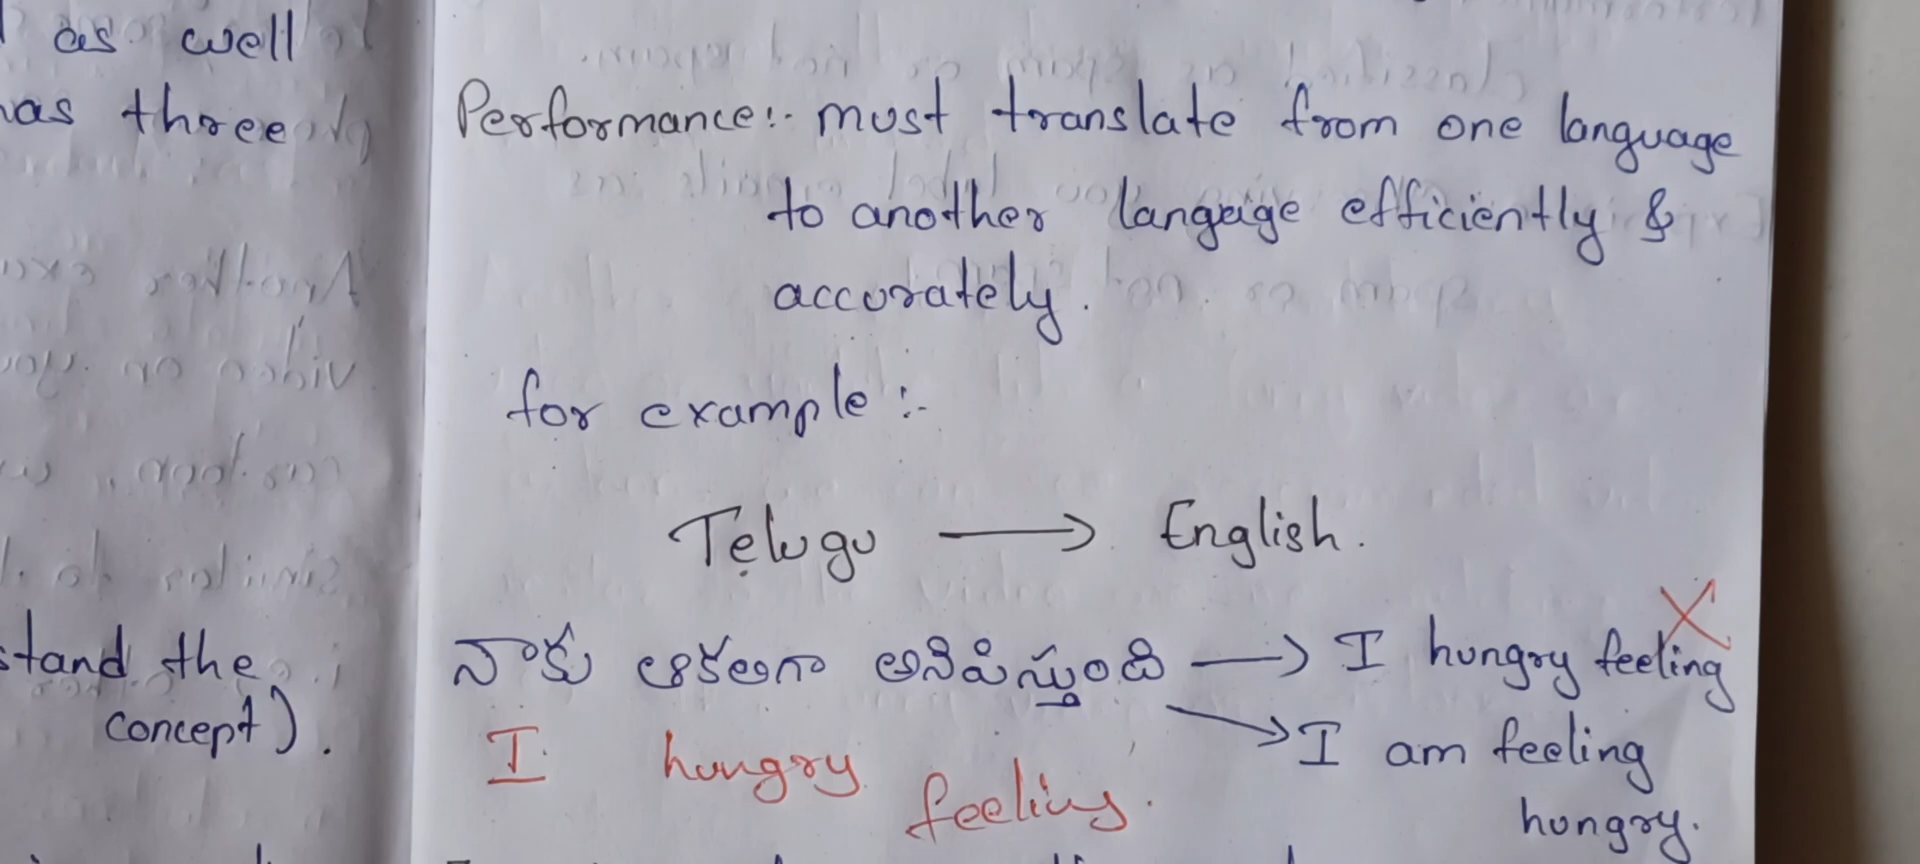 as well
as three
stand the
concept).
Performance:- must translate from one language
to another langauge efficiently &
accurately.
for example :-
Telugu → English.
నాకు ఆకలిగా అనిపిస్తుంది → I hungry feeling X
→ I am feeling
hungry.
I hungry feeling.